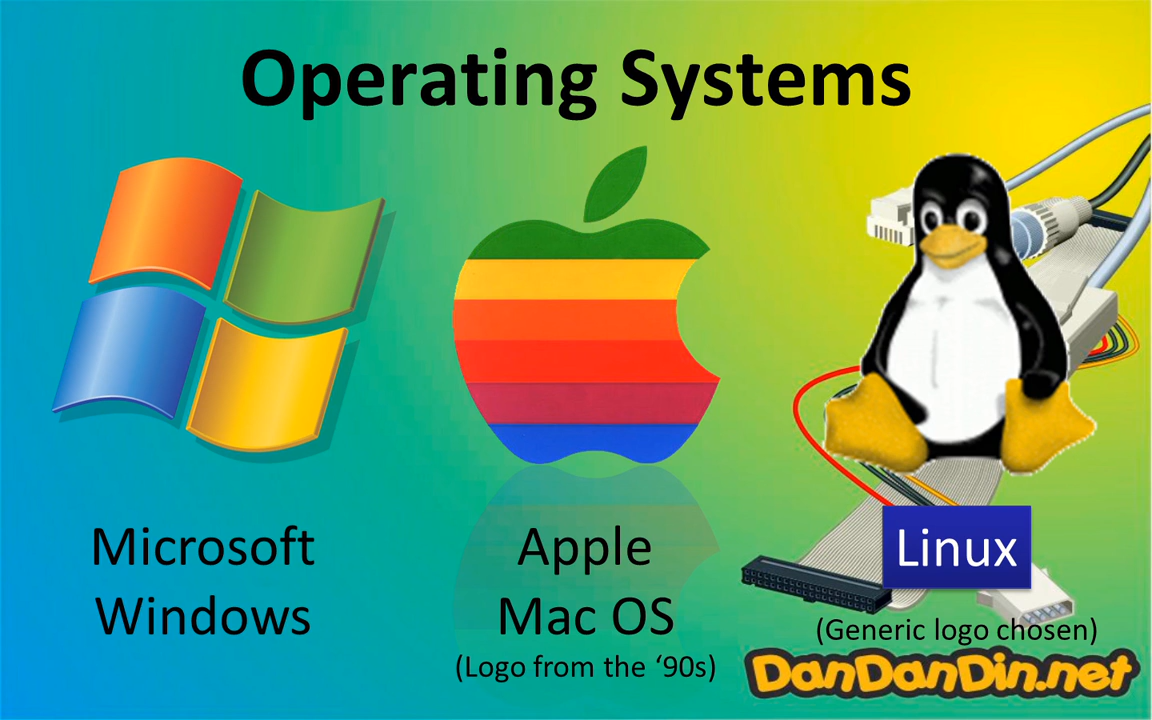 Operating Systems
Microsoft
Windows
Apple
Mac OS
(Logo from the ‘90s)
Linux
(Generic logo chosen)
DanDanDin.net